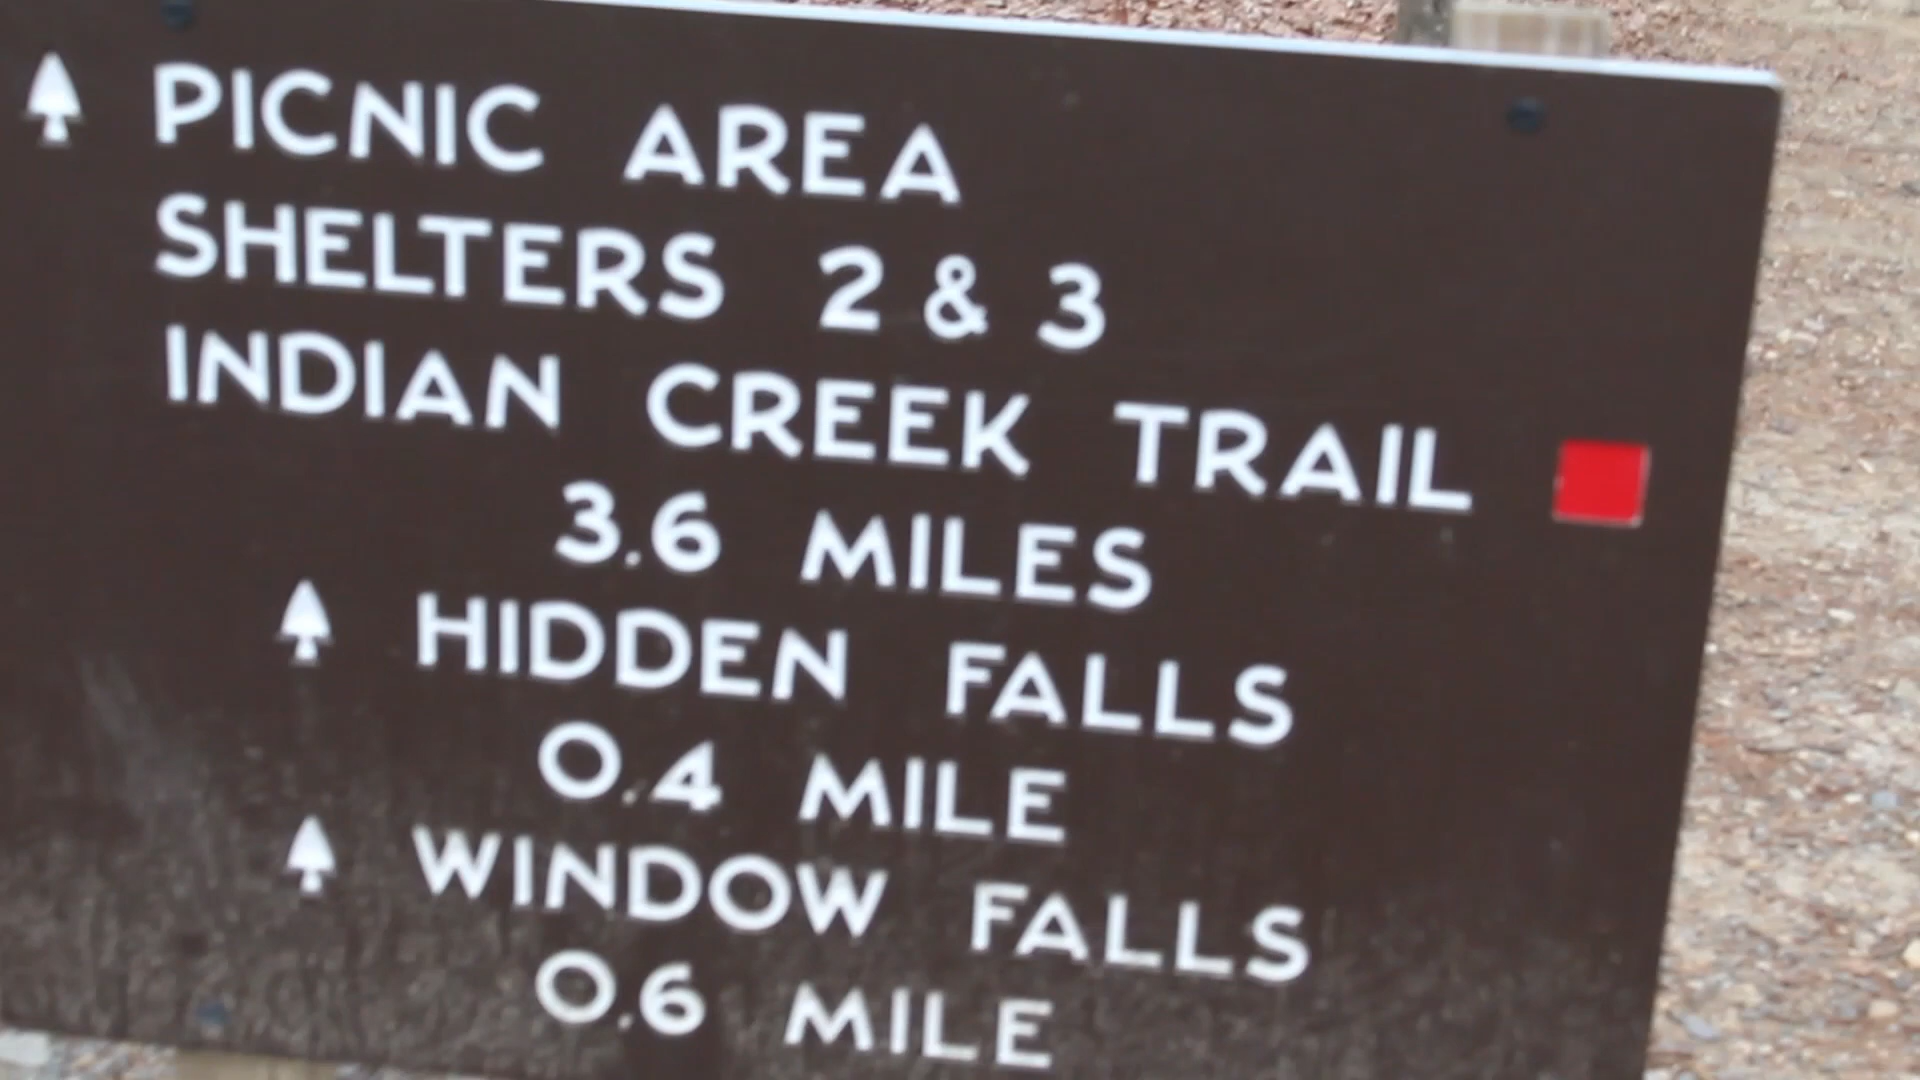 PICNIC AREA
SHELTERS 2 & 3
INDIAN CREEK TRAIL
3.6 MILES
HIDDEN FALLS
0.4 MILE
WINDOW FALLS
0.6 MILE